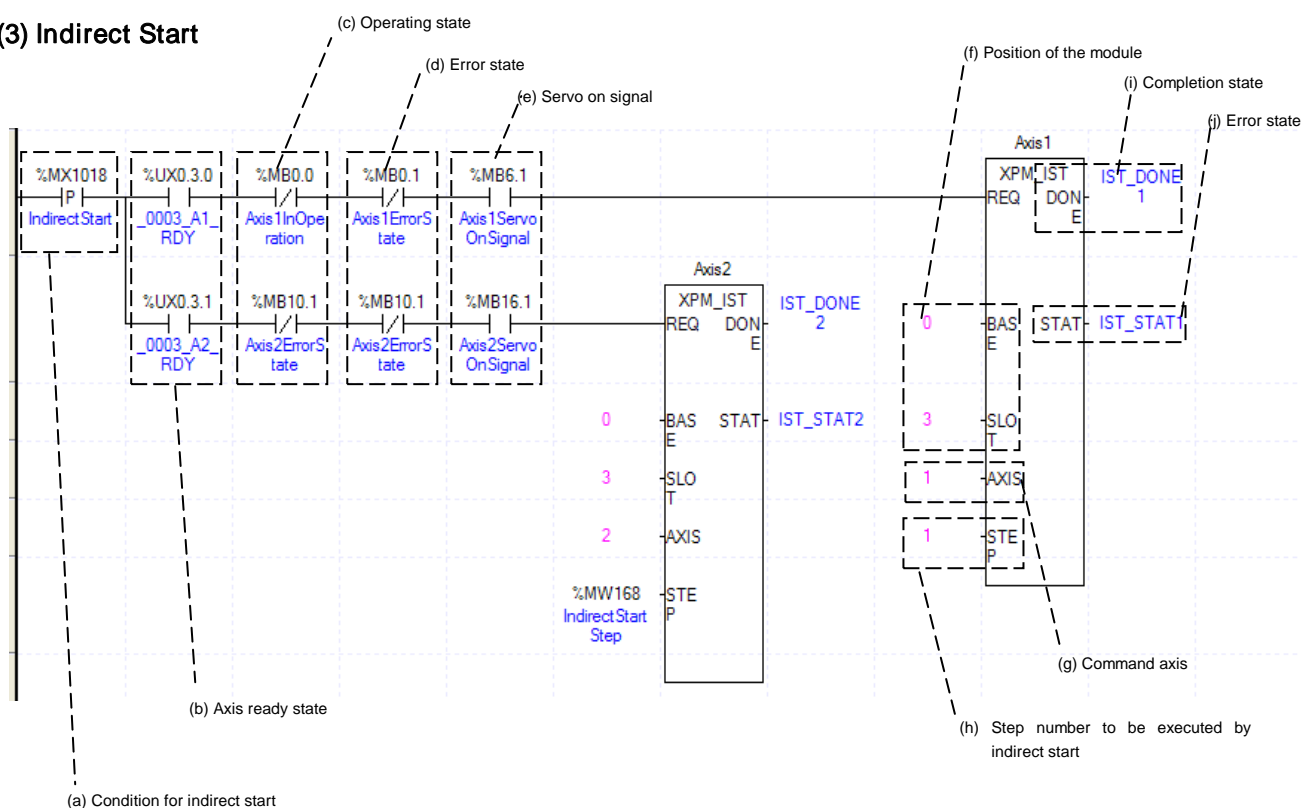 (3) Indirect Start
(c) Operating state
(d) Error state
(e) Servo on signal
(f) Position of the module
(i) Completion state
(j) Error state
Axis1
%MX1018
%UX0.3.0
%MB0.0
%MB0.1
%MB6.1
XPM_IST
IST_DONE
1
P
REQ
DON
E
IndirectStart
_0003_A1_
RDY
Axis1InOpe
ration
Axis1ErrorS
tate
Axis1Servo
OnSignal
Axis2
%UX0.3.1
%MB10.1
%MB10.1
%MB16.1
XPM_IST
IST_DONE
2
REQ
DON
E
0
BAS
E
STAT
IST_STAT1
_0003_A2_
RDY
Axis2ErrorS
tate
Axis2ErrorS
tate
Axis2Servo
OnSignal
0
BAS
E
STAT
IST_STAT2
3
SLO
T
3
SLO
T
1
AXIS
2
AXIS
1
STE
P
%MW168
STE
P
IndirectStart
Step
(g) Command axis
(b) Axis ready state
(h) Step number to be executed by
indirect start
(a) Condition for indirect start